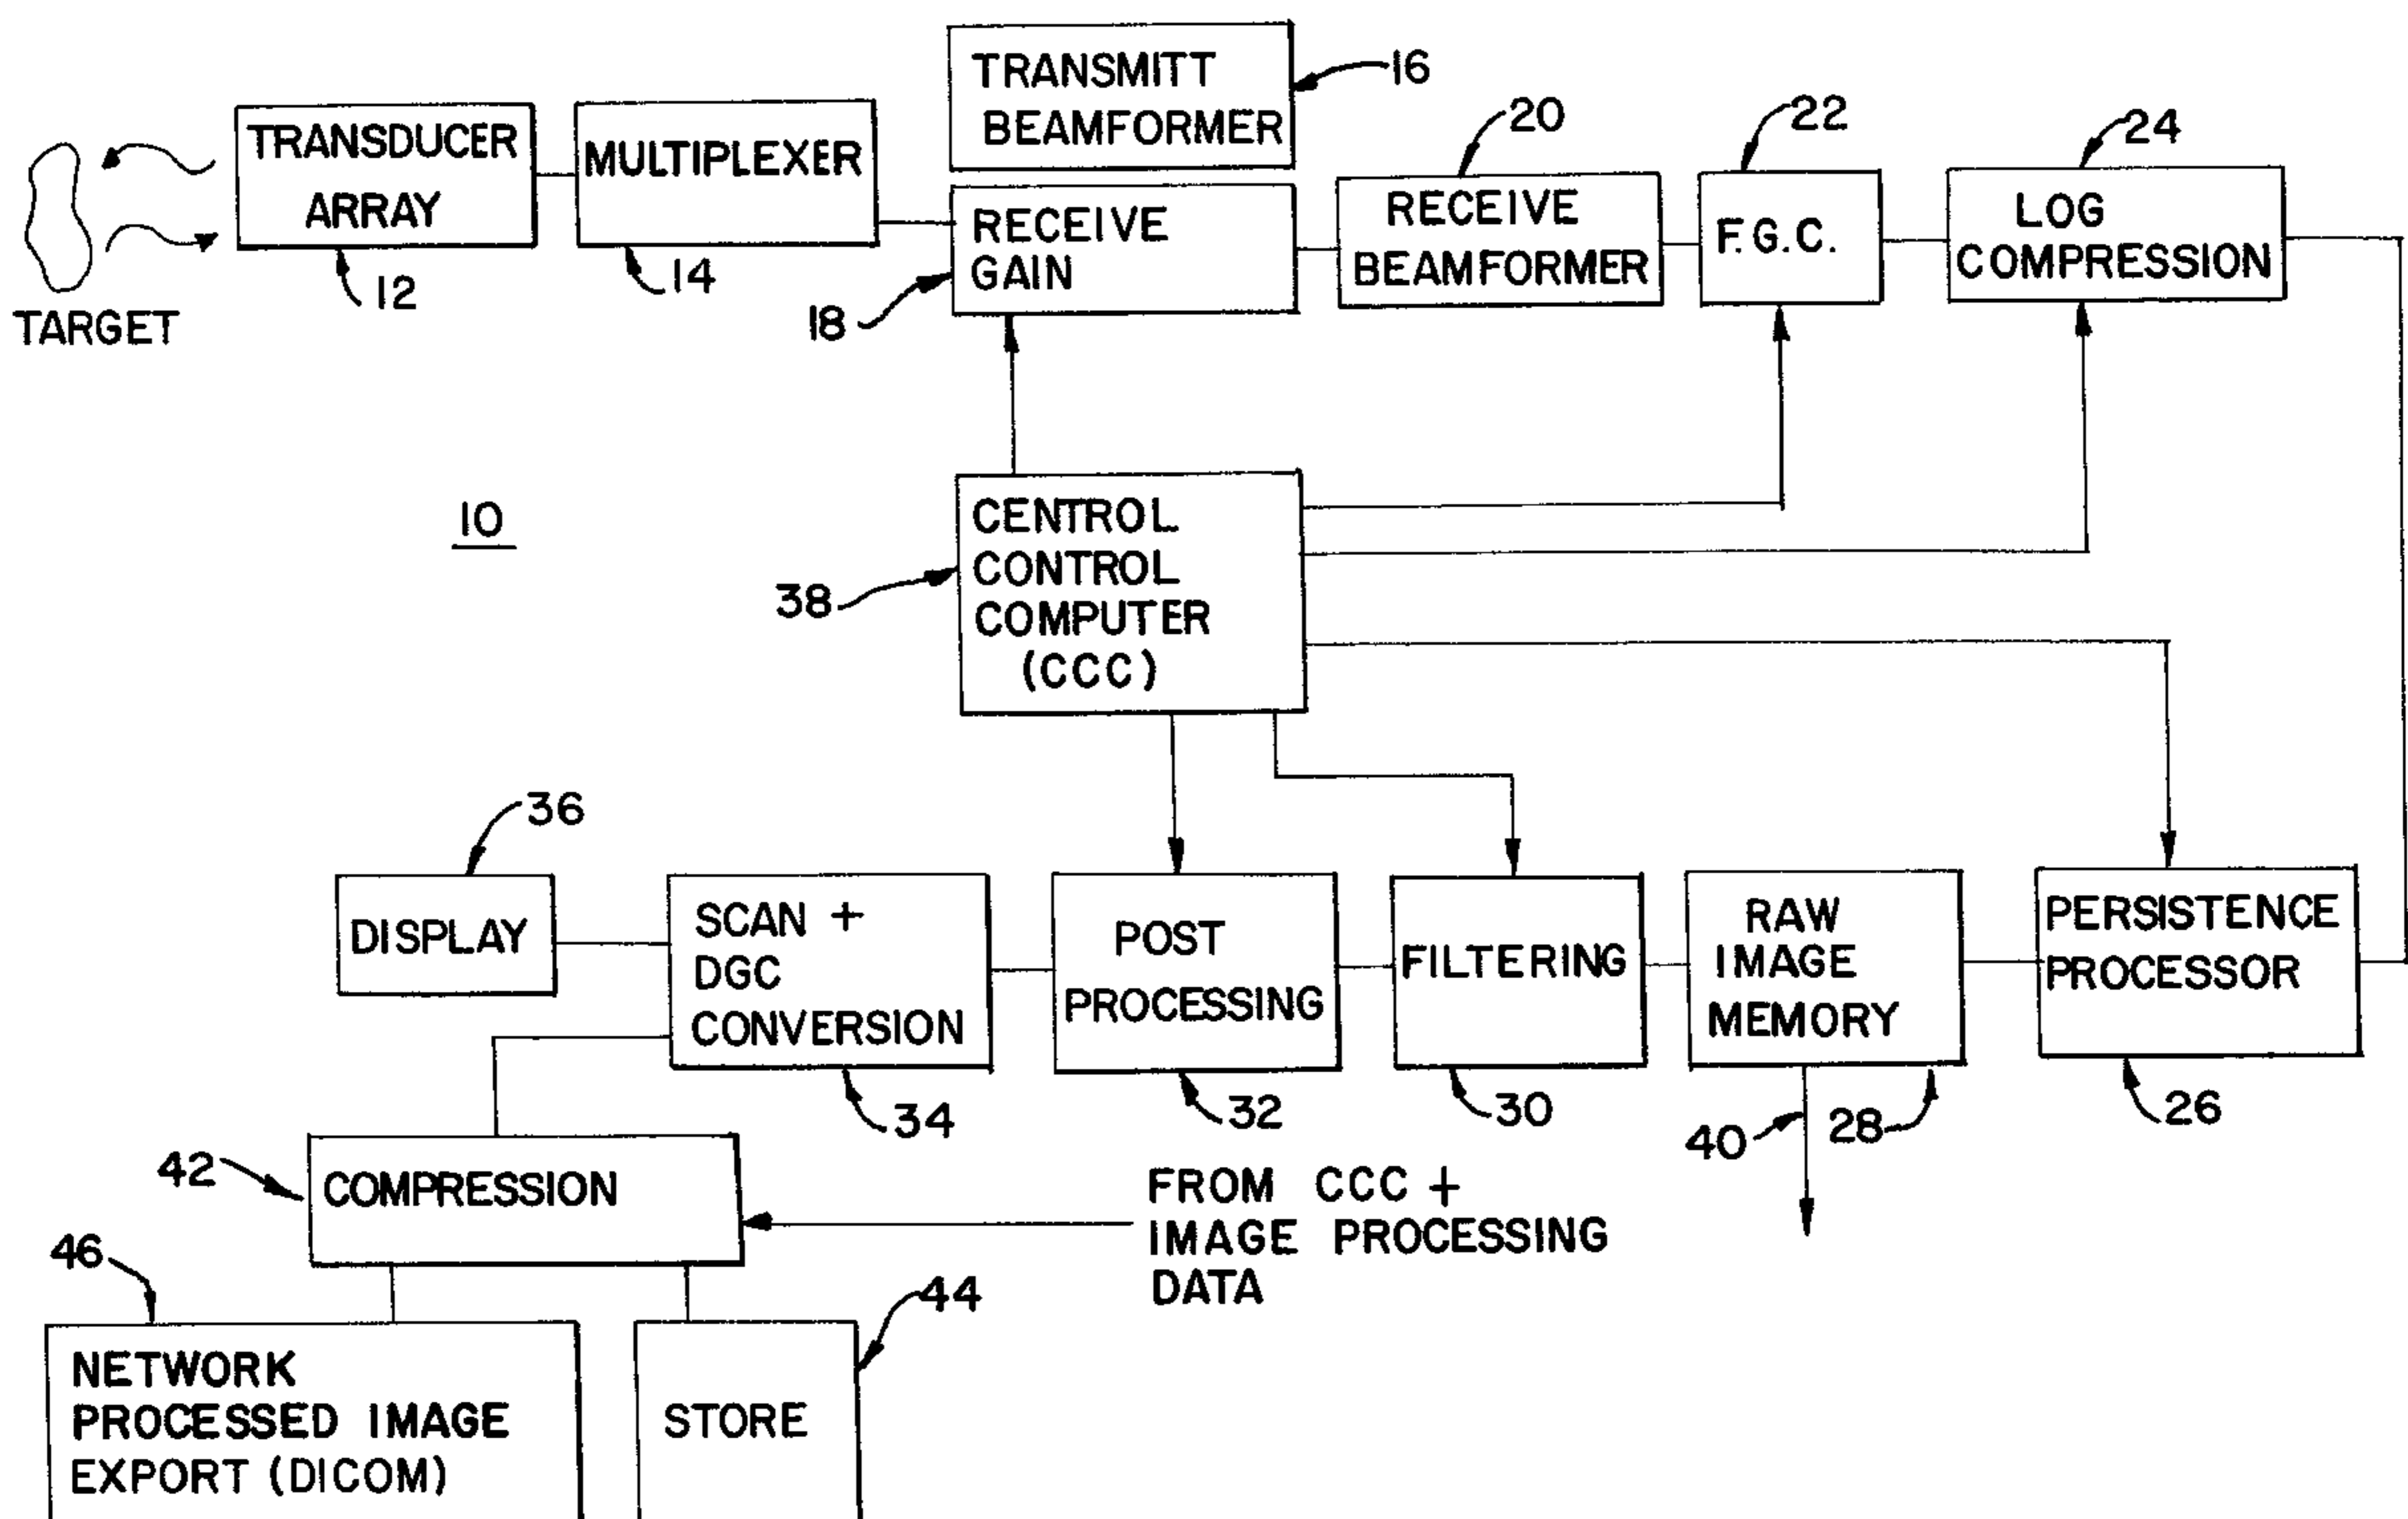 TRANSMITT
BEAMFORMER
16
TRANSDUCER
ARRAY
12
MULTIPLEXER
14
TARGET
RECEIVE
GAIN
18
RECEIVE
BEAMFORMER
20
F.G.C.
22
LOG
COMPRESSION
24
10
CENTROL
CONTROL
COMPUTER
(CCC)
38
36
DISPLAY
SCAN +
DGC
CONVERSION
34
POST
PROCESSING
32
FILTERING
30
RAW
IMAGE
MEMORY
40
28
PERSISTENCE
PROCESSOR
26
42
COMPRESSION
FROM CCC +
IMAGE PROCESSING
DATA
46
NETWORK
PROCESSED IMAGE
EXPORT (DICOM)
44
STORE